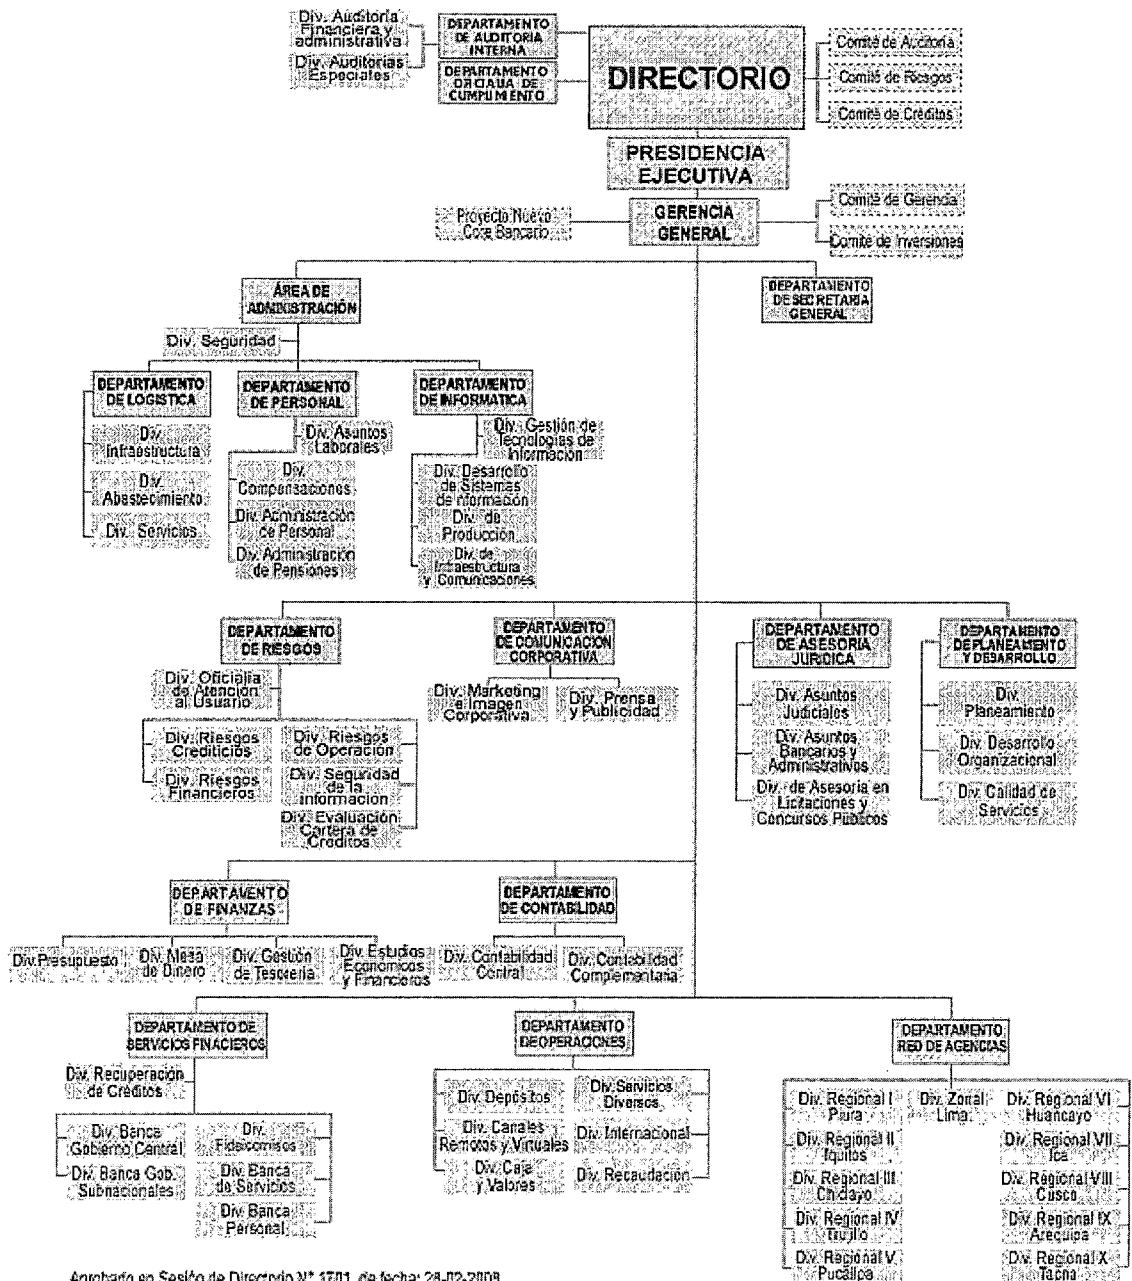 Div. Auditoría
Financiera y
administrativa
Div. Auditorías
Especiales
DEPARTAMENTO
DE AUDITORIA
INTERNA
DEPARTAMENTO
OFICIALIA DE
CUMPLIMIENTO
DIRECTORIO
Comité de Auditoria
Comité de Riesgos
Comité de Créditos
PRESIDENCIA
EJECUTIVA
Proyecto Nuevo
Core Bancario
GERENCIA
GENERAL
Comité de Gerencia
Comité de Inversiones
ÁREA DE
ADMINISTRACIÓN
DEPARTAMENTO
DE SECRETARIA
GENERAL
Div. Seguridad
DEPARTAMENTO
DE LOGISTICA
Div.
Infraestructura
Div.
Abastecimiento
Div. Servicios
DEPARTAMENTO
DE PERSONAL
Div. Asuntos
Laborales
Div.
Compensaciones
Div. Administración
de Personal
Div. Administración
de Pensiones
DEPARTAMENTO
DE INFORMATICA
Div. Gestión de
Tecnologías de
Información
Div. Desarrollo
de Sistemas
de Información
Div. de
Producción
Div. de
Infraestructura
y Comunicaciones
DEPARTAMENTO
DE RIESGOS
Div. Oficialia
de Atención
al Usuario
Div. Riesgos
Crediticios
Div. Riesgos
Financieros
Div. Riesgos
de Operación
Div. Seguridad
de la
Información
Div. Evaluación
Cartera de
Créditos
DEPARTAMENTO
DE COMUNICACION
CORPORATIVA
Div. Marketing
e Imagen
Corporativa
Div. Prensa
y Publicidad
DEPARTAMENTO
DE ASESORIA
JURIDICA
Div. Asuntos
Judiciales
Div. Asuntos
Bancarios y
Administrativos
Div. de Asesoría en
Licitaciones y
Concursos Públicos
DEPARTAMENTO
DE PLANEAMIENTO
Y DESARROLLO
Div.
Planeamiento
Div. Desarrollo
Organizacional
Div. Calidad de
Servicios
DEPARTAMENTO
DE FINANZAS
Div.Presupuesto
Div. Mesa
de Dinero
Div. Gestión
de Tesorería
Div. Estudios
Económicos
y Financieros
DEPARTAMENTO
DE CONTABILIDAD
Div. Contabilidad
Central
Div. Contabilidad
Complementaria
DEPARTAMENTO DE
SERVICIOS FINACIEROS
Div. Recuperación
de Créditos
Div. Banca
Gobierno Central
Div. Banca Gob.
Subnacionales
Div.
Fideicomisos
Div. Banca
de Servicios
Div. Banca
Personal
DEPARTAMENTO
DE OPERACIONES
Div. Depósitos
Div. Canales
Remotos y Virtuales
Div. Caja
y Valores
Div. Servicios
Diversos
Div. Internacional
Div. Recaudación
DEPARTAMENTO
RED DE AGENCIAS
Div. Regional I
Piura
Div. Regional II
Iquitos
Div. Regional III
Chiclayo
Div. Regional IV
Trujillo
Div. Regional V
Pucallpa
Div. Zonal
Lima
Div. Regional VI
Huancayo
Div. Regional VII
Ica
Div. Regional VIII
Cusco
Div. Regional IX
Arequipa
Div. Regional X
Tacna
Aprobado en Sesión de Directorio N° 1701, de fecha: 28-02-2008